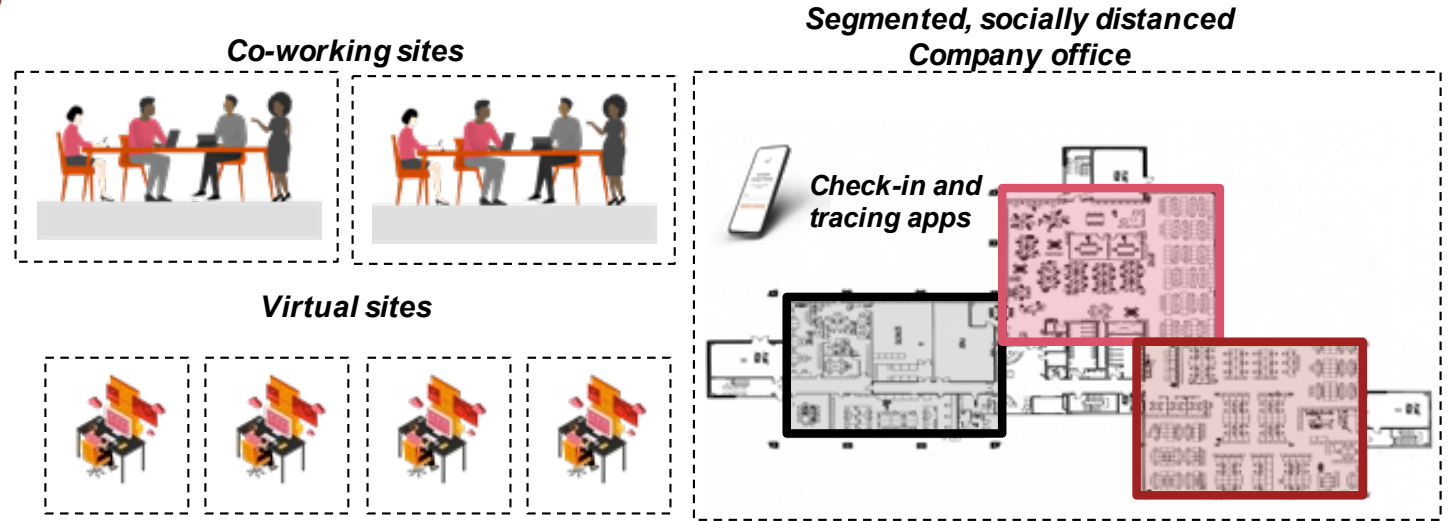 Co-working sites
Segmented, socially distanced
Company office
Check-in and
tracing apps
Virtual sites